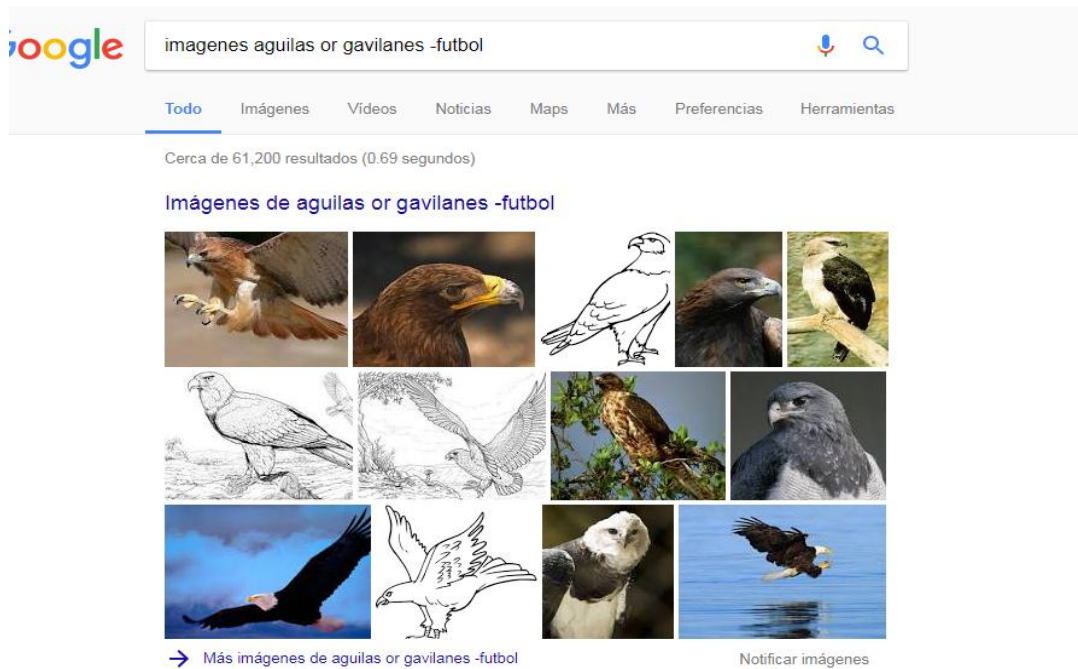 Google
imagenes aguilas or gavilanes -futbol
Todo Imágenes Vídeos Noticias Maps Más Preferencias Herramientas
Cerca de 61,200 resultados (0.69 segundos)
Imágenes de aguilas or gavilanes -futbol
Más imágenes de aguilas or gavilanes -futbol Notificar imágenes